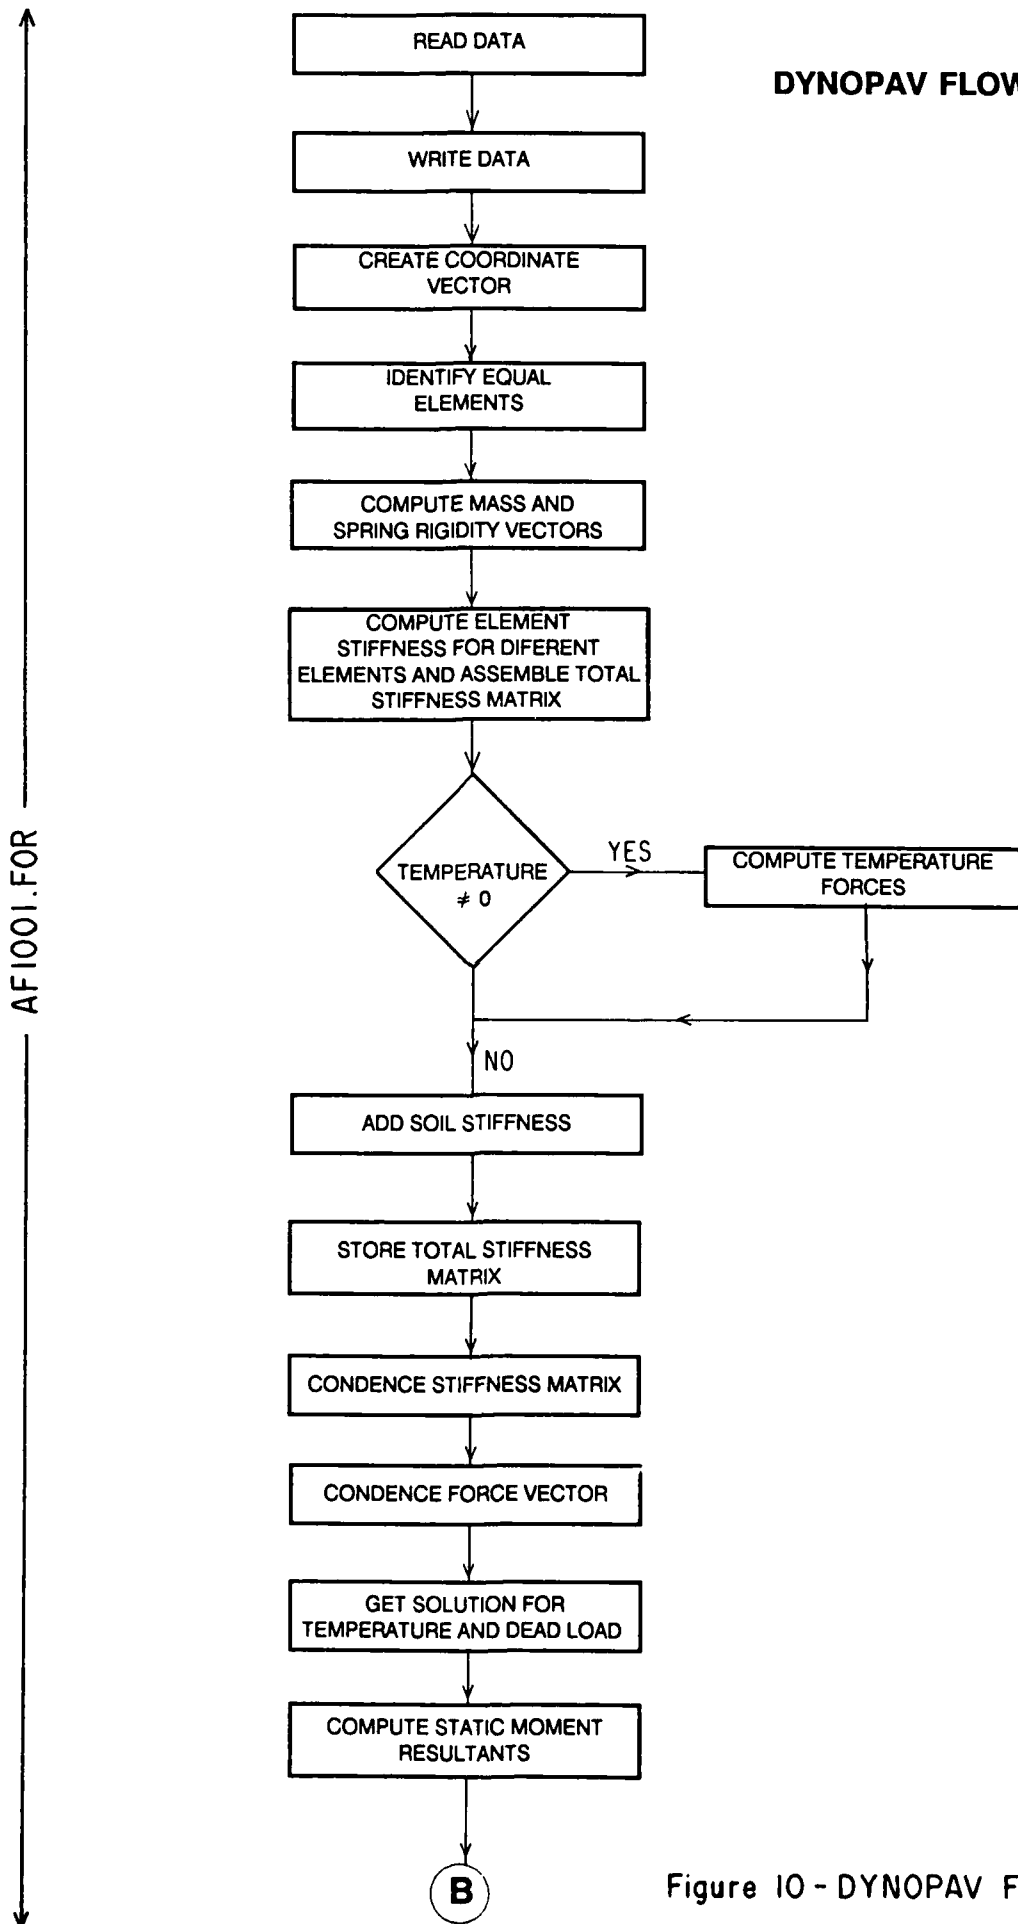 READ DATA
DYNOPAV FLOW
WRITE DATA
CREATE COORDINATE
VECTOR
IDENTIFY EQUAL
ELEMENTS
COMPUTE MASS AND
SPRING RIGIDITY VECTORS
COMPUTE ELEMENT
STIFFNESS FOR DIFERENT
ELEMENTS AND ASSEMBLE TOTAL
STIFFNESS MATRIX
TEMPERATURE
≠ 0
YES
COMPUTE TEMPERATURE
FORCES
AFI001.FOR
NO
ADD SOIL STIFFNESS
STORE TOTAL STIFFNESS
MATRIX
CONDENCE STIFFNESS MATRIX
CONDENCE FORCE VECTOR
GET SOLUTION FOR
TEMPERATURE AND DEAD LOAD
COMPUTE STATIC MOMENT
RESULTANTS
B
Figure 10 - DYNOPAV F